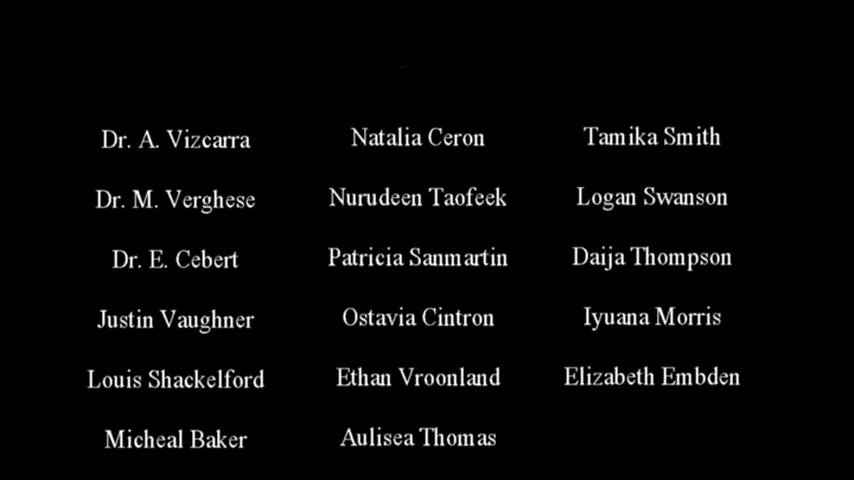 Dr. A. Vizcarra
Dr. M. Verghese
Dr. E. Cebert
Justin Vaughner
Louis Shackelford
Micheal Baker
Natalia Ceron
Nurudeen Taofeek
Patricia Sanmartin
Ostavia Cintron
Ethan Vroonland
Aulisea Thomas
Tamika Smith
Logan Swanson
Daija Thompson
Iyuana Morris
Elizabeth Embden